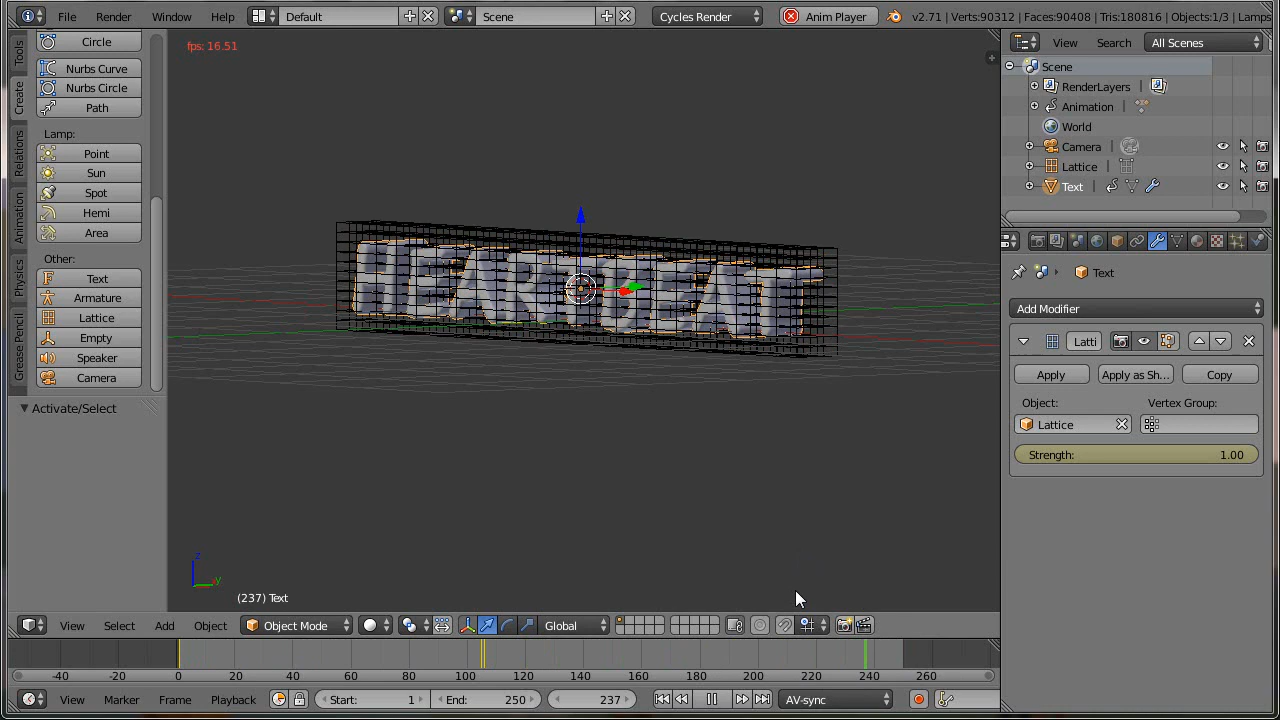 File Render Window Help Default Scene Cycles Render Anim Player v2.71 | Verts:90312 | Faces:90408 | Tris:180816 | Objects:1/3 | Lamps
fps: 16.51
Tools
Create
Relations
Animation
Physics
Grease Pencil
Circle
Nurbs Curve
Nurbs Circle
Path
Lamp:
Point
Sun
Spot
Hemi
Area
Other:
Text
Armature
Lattice
Empty
Speaker
Camera
Activate/Select
HEARTBEAT
z
y
(237) Text
View Search All Scenes
Scene
RenderLayers
Animation
World
Camera
Lattice
Text
Text
Add Modifier
Latti
Apply Apply as Sh... Copy
Object: Vertex Group:
Lattice
Strength: 1.00
View Select Add Object Object Mode Global
-40 -20 0 20 40 60 80 100 120 140 160 180 200 220 240 260
View Marker Frame Playback Start: 1 End: 250 237 AV-sync